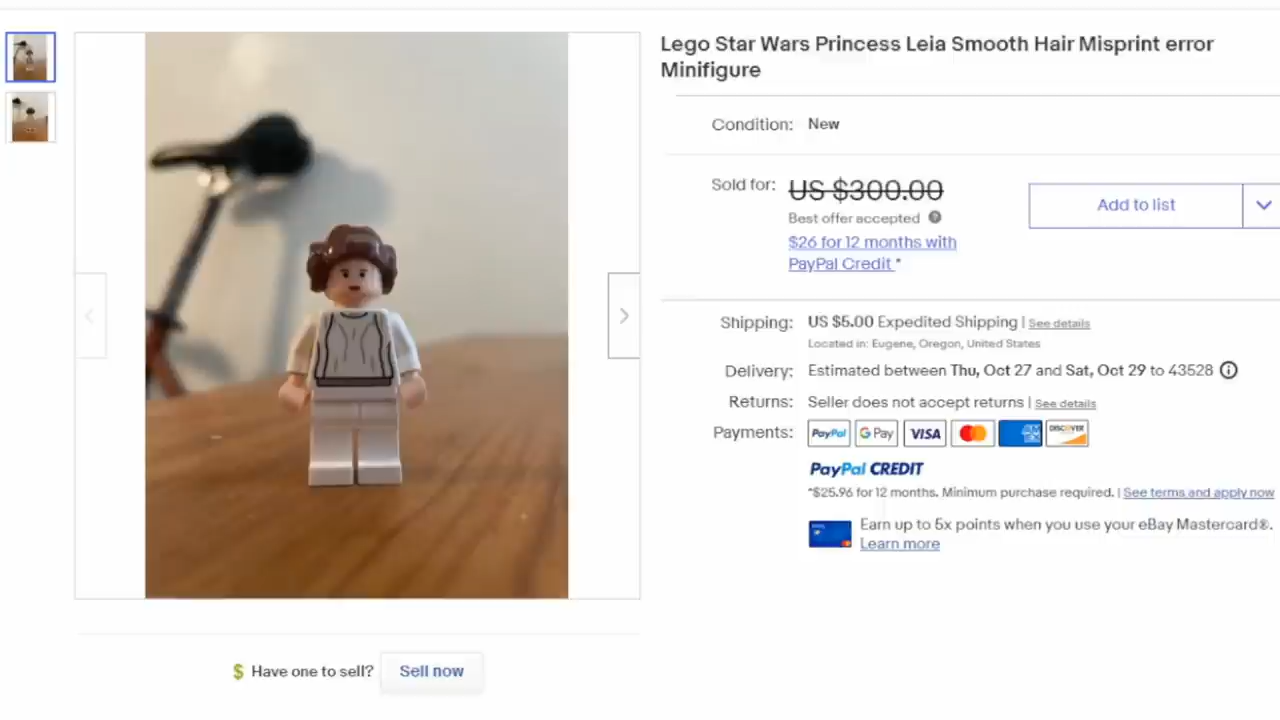 Lego Star Wars Princess Leia Smooth Hair Misprint error
Minifigure
Condition: New
Sold for: US $300.00
Best offer accepted ?
$26 for 12 months with
PayPal Credit *
Add to list
Shipping: US $5.00 Expedited Shipping | See details
Located in: Eugene, Oregon, United States
Delivery: Estimated between Thu, Oct 27 and Sat, Oct 29 to 43528
Returns: Seller does not accept returns | See details
Payments: PayPal G Pay VISA DISCOVER
PayPal CREDIT
*$25.96 for 12 months. Minimum purchase required. | See terms and apply now
Earn up to 5x points when you use your eBay Mastercard®.
Learn more
$ Have one to sell? Sell now